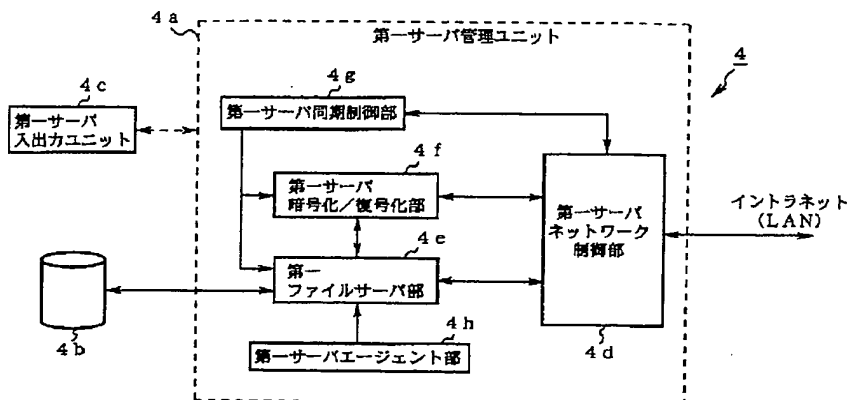 4a
第一サーバ管理ユニット
4
4c
第一サーバ
入出力ユニット
4g
第一サーバ同期制御部
4f
第一サーバ
暗号化/復号化部
4e
第一
ファイルサーバ部
第一サーバ
ネットワーク
制御部
イントラネット
(LAN)
4b
4h
第一サーバエージェント部
4d